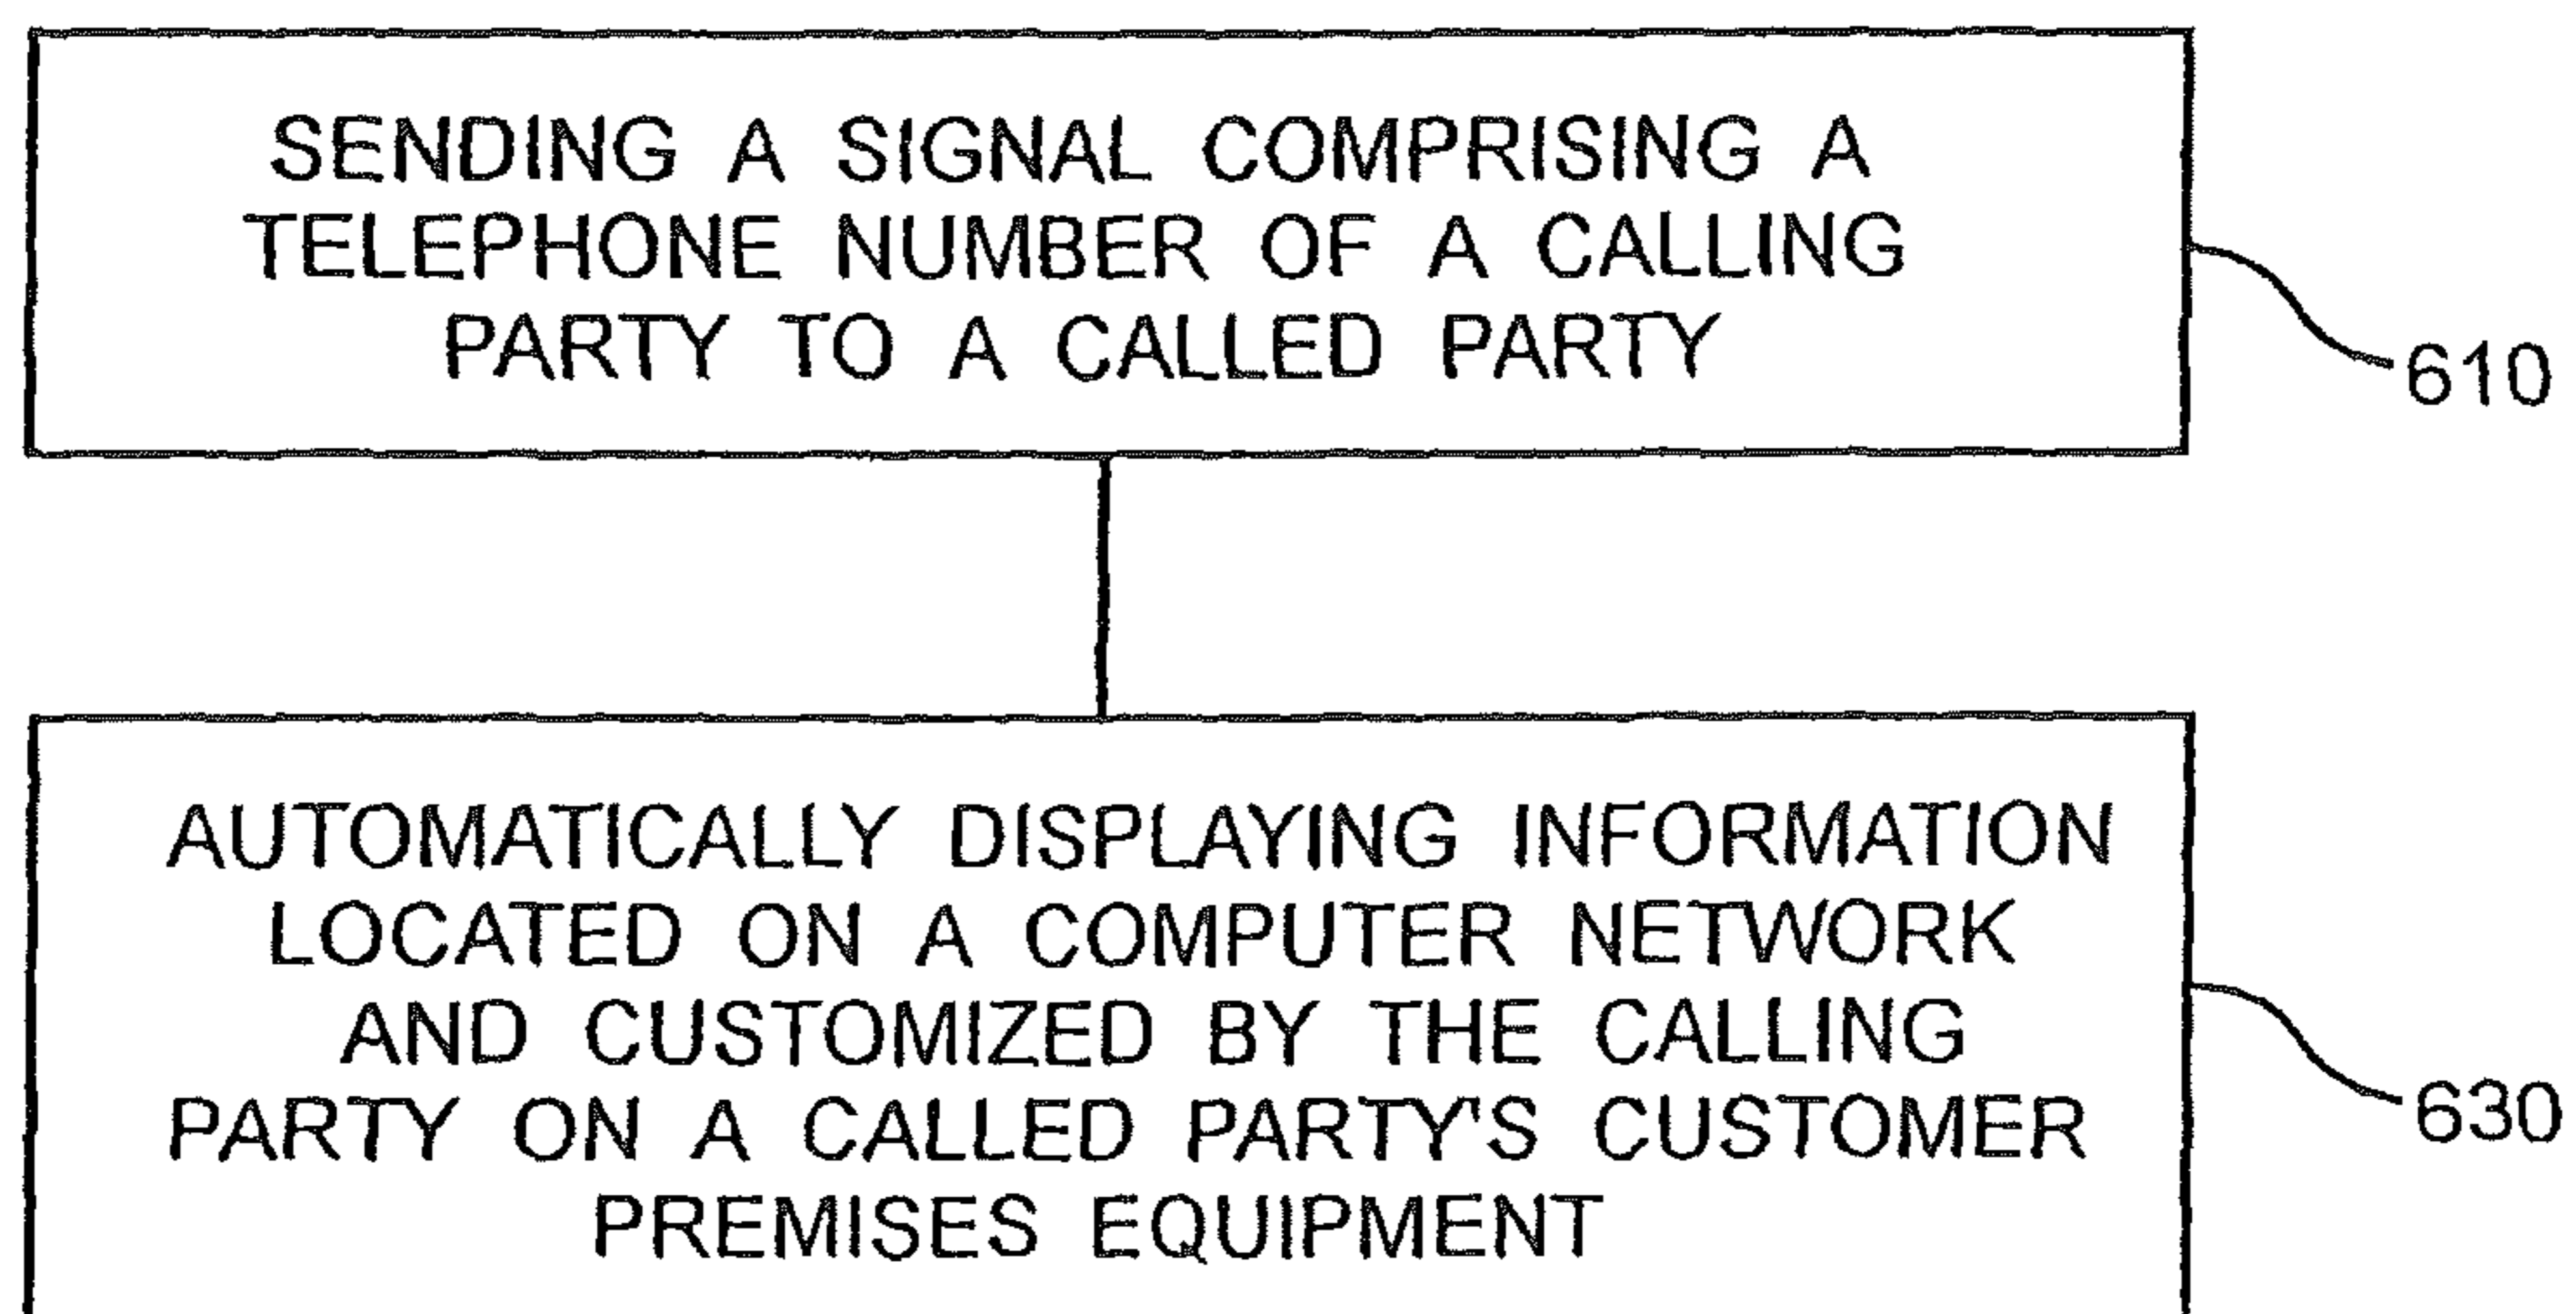 SENDING A SIGNAL COMPRISING A
TELEPHONE NUMBER OF A CALLING
PARTY TO A CALLED PARTY
610
AUTOMATICALLY DISPLAYING INFORMATION
LOCATED ON A COMPUTER NETWORK
AND CUSTOMIZED BY THE CALLING
PARTY ON A CALLED PARTY'S CUSTOMER
PREMISES EQUIPMENT
630